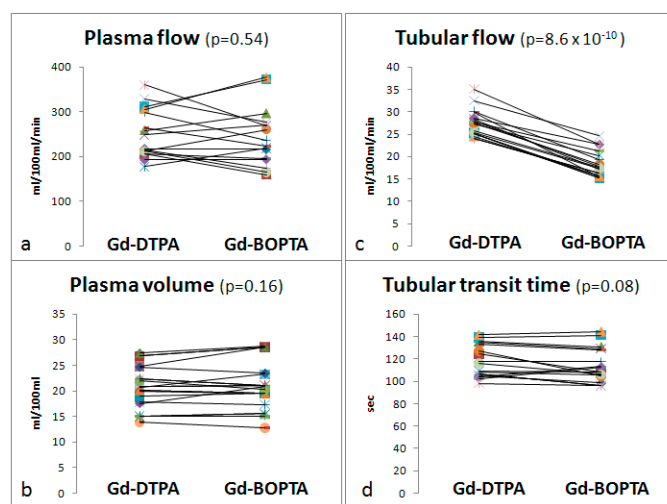 Plasma flow (p=0.54)
400
300
200
100
0
ml/100ml/min
a
Gd-DTPA Gd-BOPTA
Plasma volume (p=0.16)
35
30
25
20
15
10
5
0
ml/100ml
b
Gd-DTPA Gd-BOPTA
Tubular flow (p=8.6 x 10⁻¹⁰)
40
35
30
25
20
15
10
5
0
ml/100ml/min
c
Gd-DTPA Gd-BOPTA
Tubular transit time (p=0.08)
160
140
120
100
80
60
40
20
0
sec
d
Gd-DTPA Gd-BOPTA